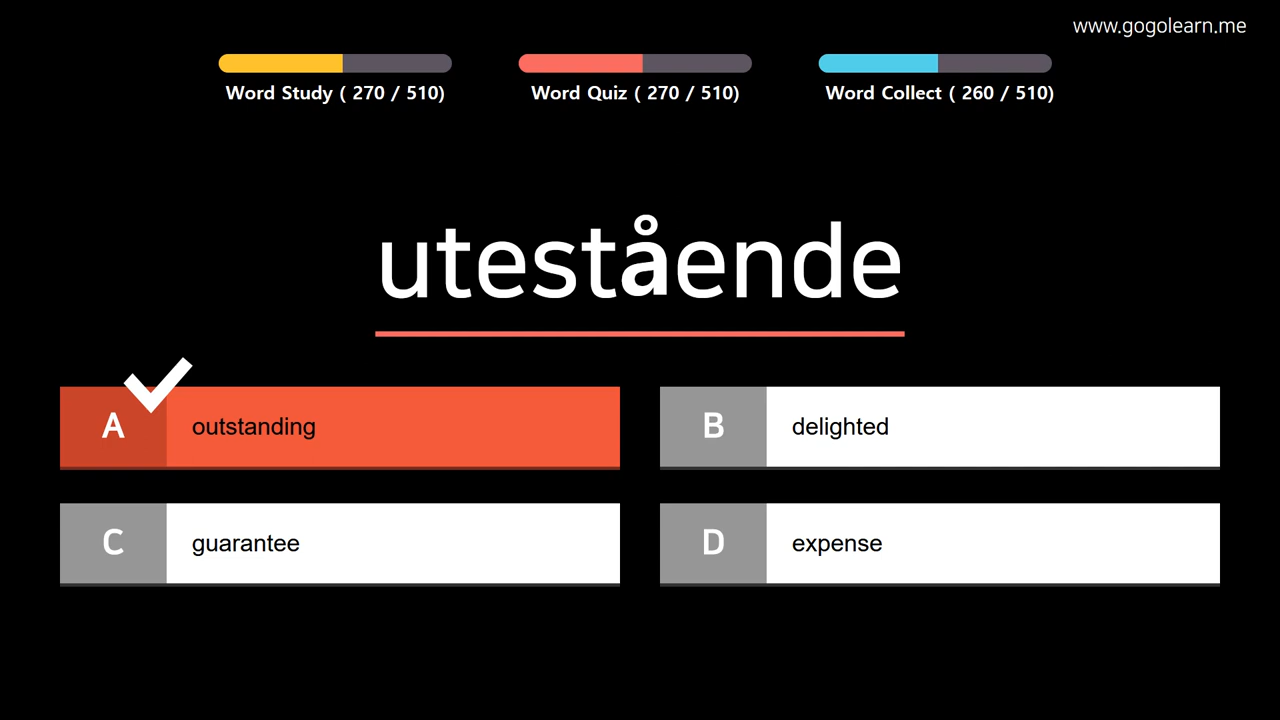 www.gogolearn.me
Word Study ( 270 / 510)
Word Quiz ( 270 / 510)
Word Collect ( 260 / 510)
utestående
A outstanding
B delighted
C guarantee
D expense